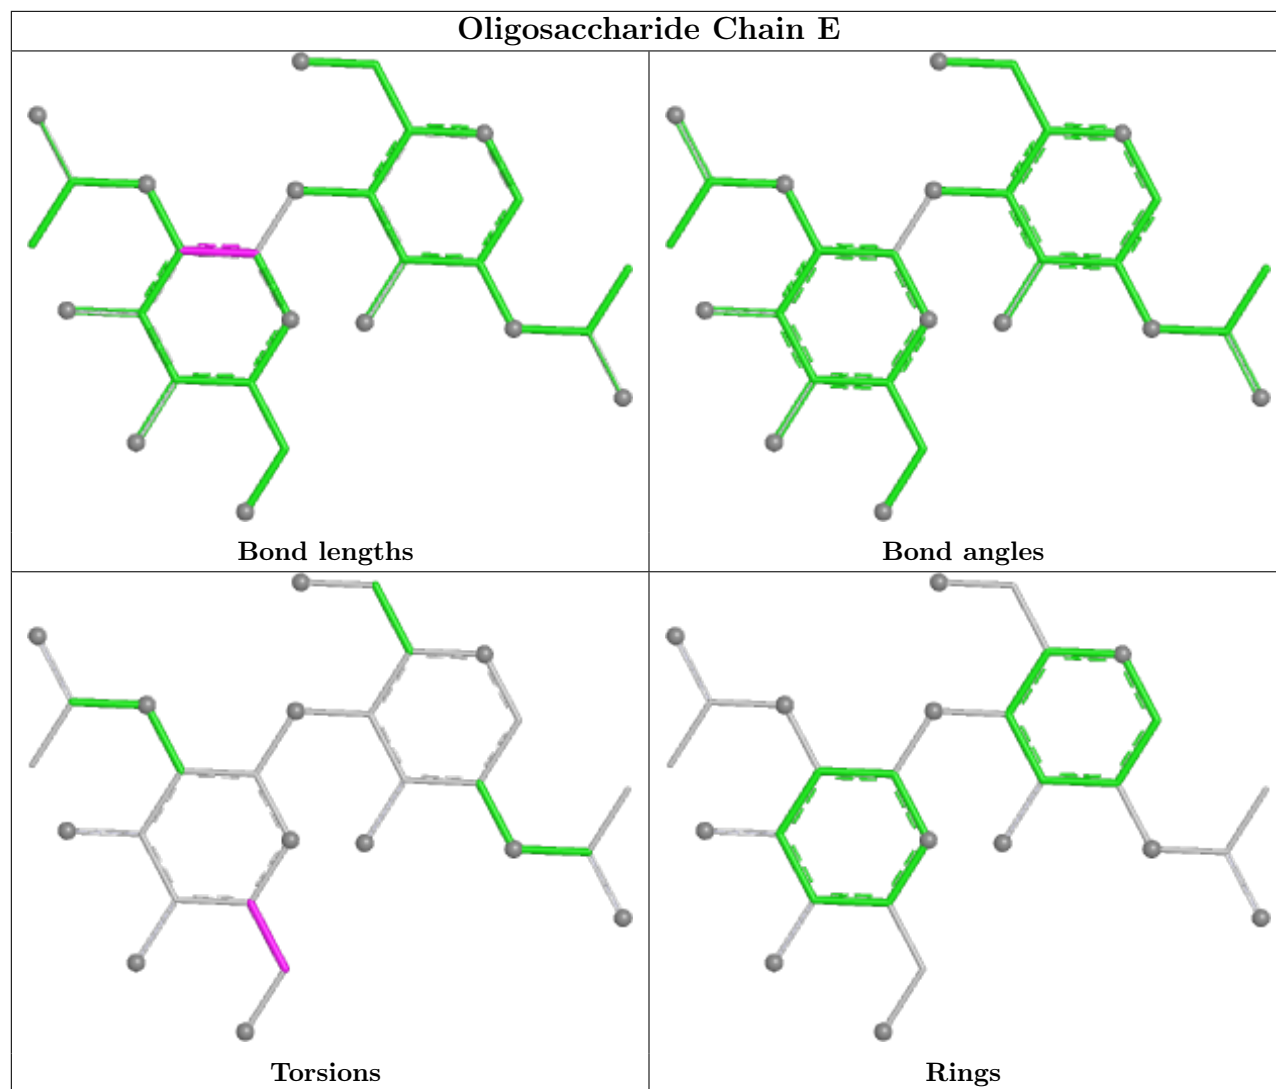 Oligosaccharide Chain E
Bond lengths
Bond angles
Torsions
Rings